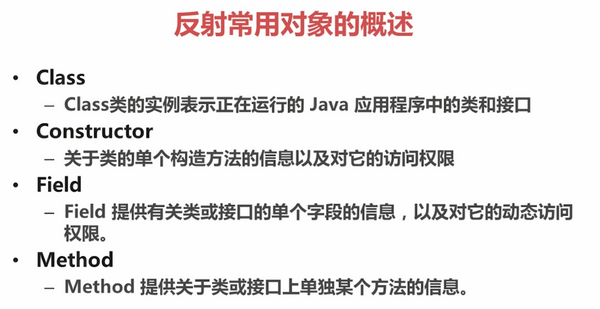 反射常用对象的概述
• Class
– Class类的实例表示正在运行的 Java 应用程序中的类和接口
• Constructor
– 关于类的单个构造方法的信息以及对它的访问权限
• Field
– Field 提供有关类或接口的单个字段的信息，以及对它的动态访问
权限。
• Method
– Method 提供关于类或接口上单独某个方法的信息。